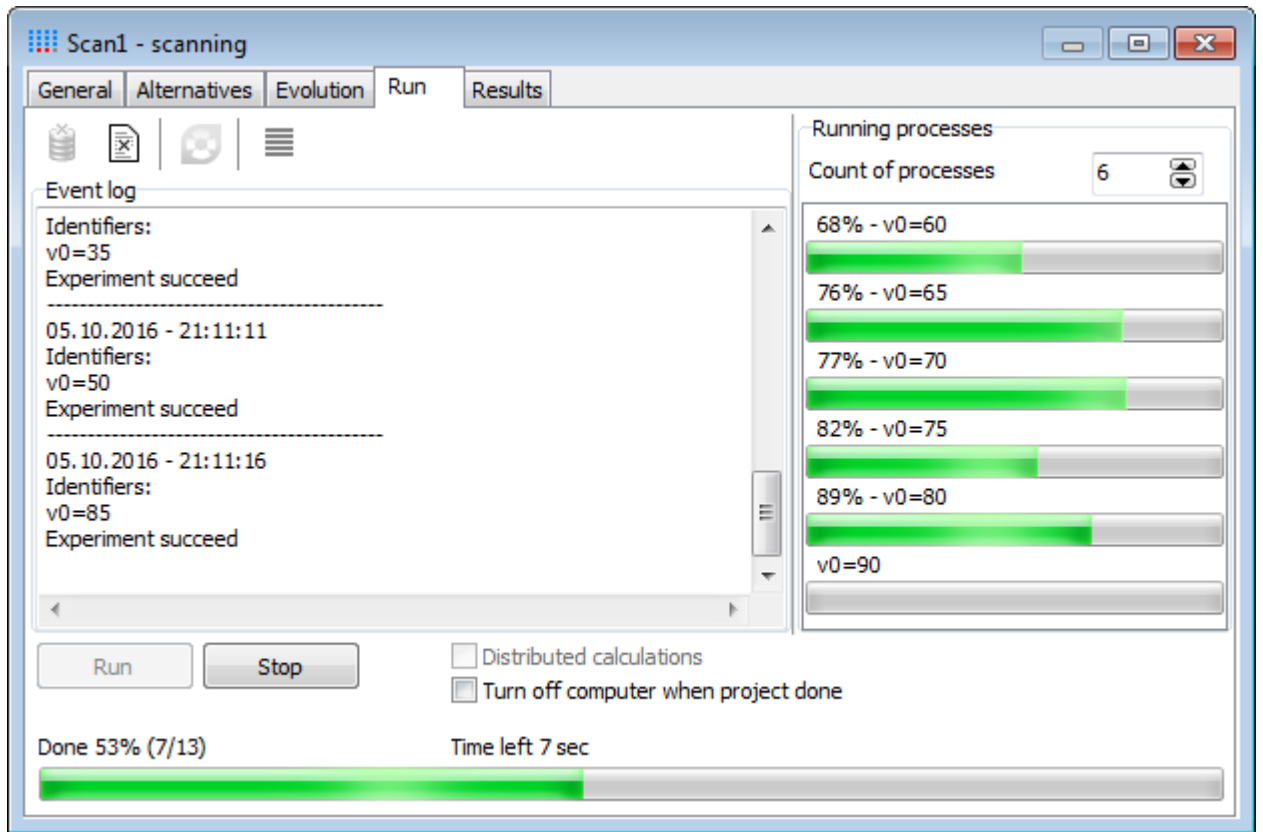 Scan1 - scanning
General Alternatives Evolution Run Results
Event log
Identifiers:
v0=35
Experiment succeed
------------------------------------------
05.10.2016 - 21:11:11
Identifiers:
v0=50
Experiment succeed
------------------------------------------
05.10.2016 - 21:11:16
Identifiers:
v0=85
Experiment succeed
Running processes
Count of processes 6
68% - v0=60
76% - v0=65
77% - v0=70
82% - v0=75
89% - v0=80
v0=90
Run Stop
Distributed calculations
Turn off computer when project done
Done 53% (7/13) Time left 7 sec